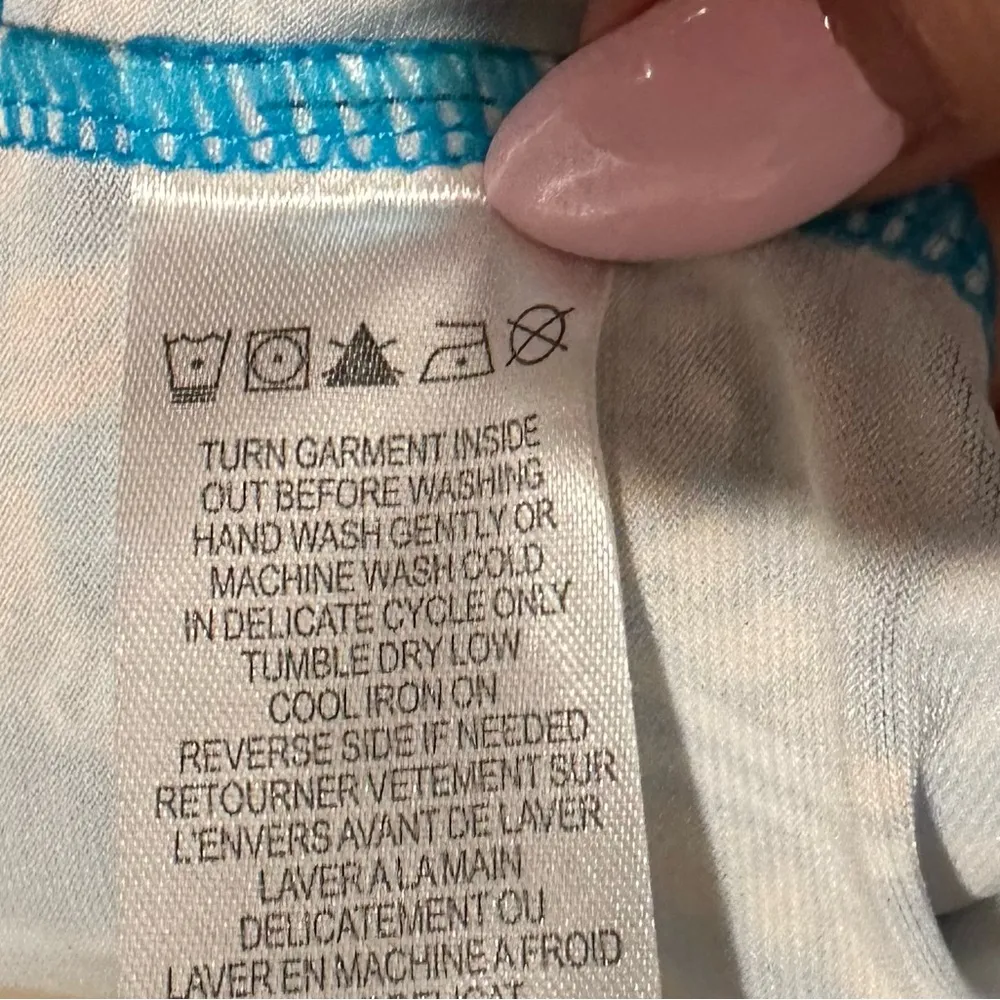 TURN GARMENT INSIDE
OUT BEFORE WASHING
HAND WASH GENTLY OR
MACHINE WASH COLD
IN DELICATE CYCLE ONLY
TUMBLE DRY LOW
COOL IRON ON
REVERSE SIDE IF NEEDED
RETOURNER VETEMENT SUR
L'ENVERS AVANT DE LAVER
LAVER A LA MAIN
DELICATEMENT OU
LAVER EN MACHINE A FROID